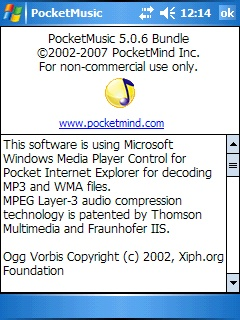 PocketMusic 12:14 ok
PocketMusic 5.0.6 Bundle
©2002-2007 PocketMind Inc.
For non-commercial use only.
www.pocketmind.com
This software is using Microsoft
Windows Media Player Control for
Pocket Internet Explorer for decoding
MP3 and WMA files.
MPEG Layer-3 audio compression
technology is patented by Thomson
Multimedia and Fraunhofer IIS.
Ogg Vorbis Copyright (c) 2002, Xiph.org
Foundation